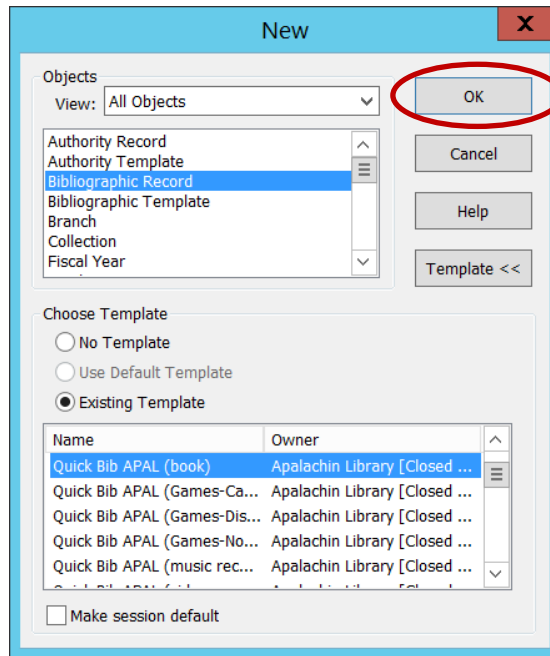 New
X
Objects
View: All Objects
OK
Authority Record
Authority Template
Bibliographic Record
Bibliographic Template
Branch
Collection
Fiscal Year
Cancel
Help
Template <<
Choose Template
No Template
Use Default Template
Existing Template
Name Owner
Quick Bib APAL (book) Apalachin Library [Closed ...
Quick Bib APAL (Games-Ca... Apalachin Library [Closed ...
Quick Bib APAL (Games-Dis... Apalachin Library [Closed ...
Quick Bib APAL (Games-No... Apalachin Library [Closed ...
Quick Bib APAL (music rec... Apalachin Library [Closed ...
Make session default